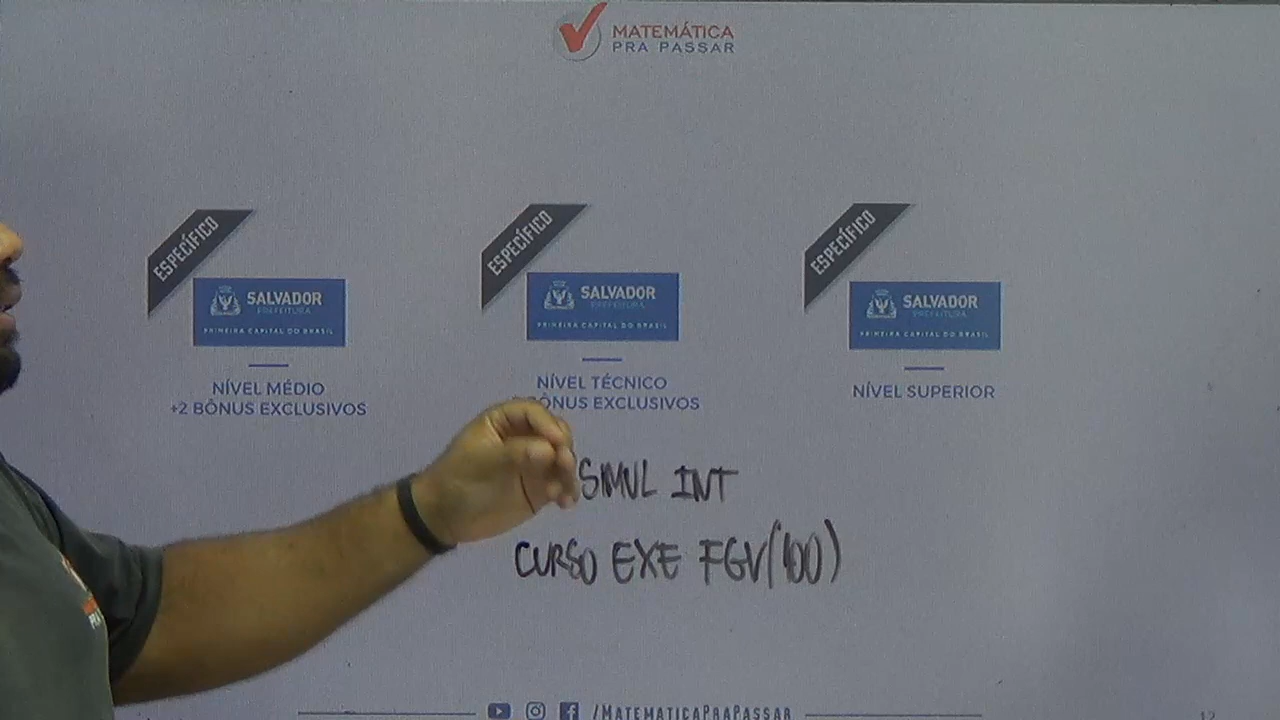 MATEMÁTICA
PRA PASSAR
ESPECÍFICO
SALVADOR
PREFEITURA
PRIMEIRA CAPITAL DO BRASIL
NÍVEL MÉDIO
+2 BÔNUS EXCLUSIVOS
ESPECÍFICO
SALVADOR
PREFEITURA
PRIMEIRA CAPITAL DO BRASIL
NÍVEL TÉCNICO
BÔNUS EXCLUSIVOS
ESPECÍFICO
SALVADOR
PREFEITURA
PRIMEIRA CAPITAL DO BRASIL
NÍVEL SUPERIOR
SIMUL INT
CURSO EXE FGV(400)
/MATEMATICAPRAPASSAR